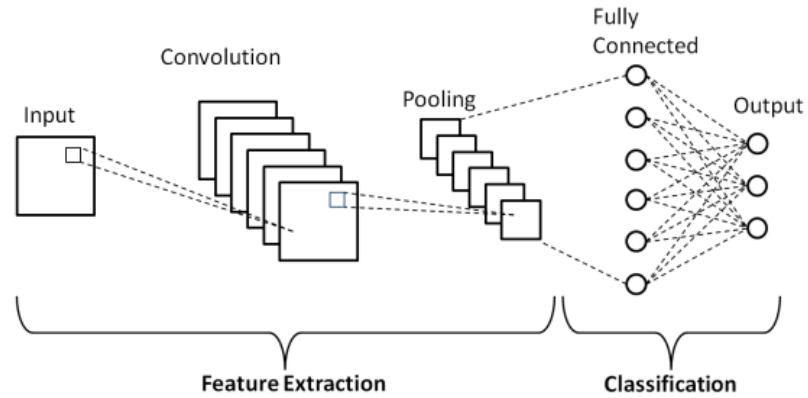 Input
Convolution
Pooling
Fully
Connected
Output
Feature Extraction
Classification